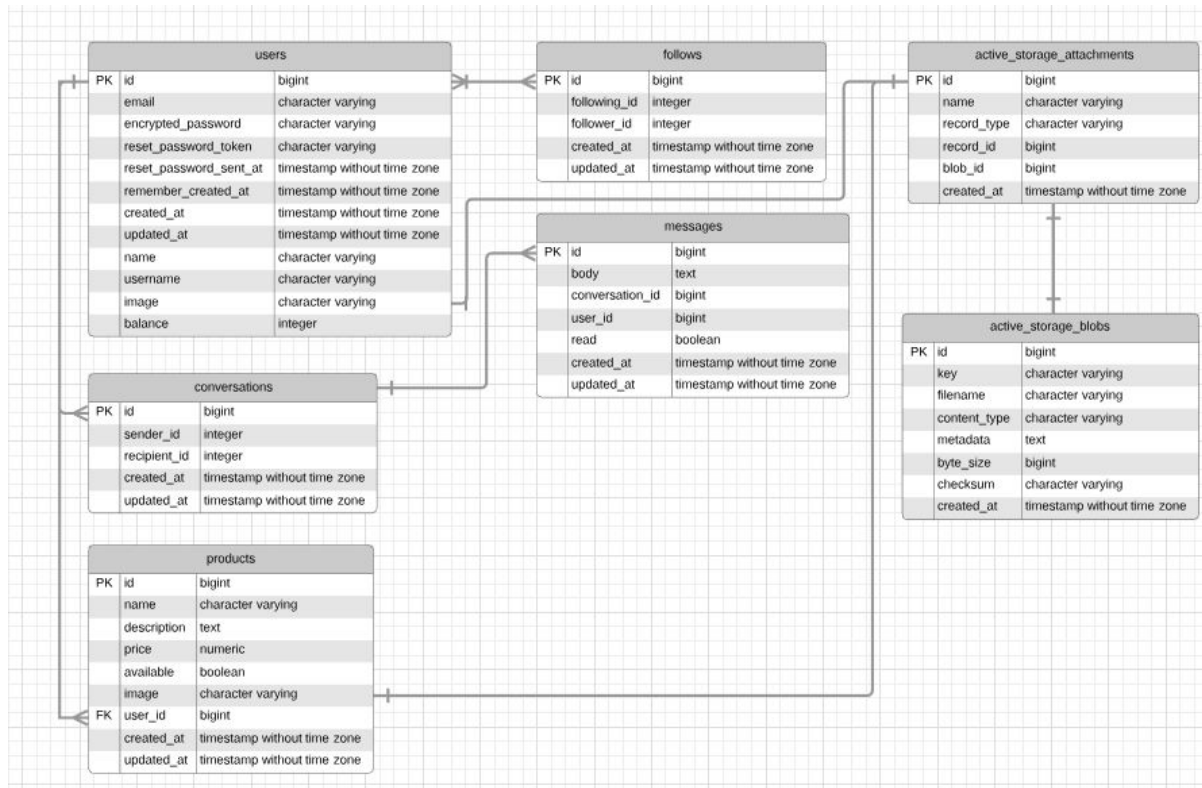 users
PK id bigint
email character varying
encrypted_password character varying
reset_password_token character varying
reset_password_sent_at timestamp without time zone
remember_created_at timestamp without time zone
created_at timestamp without time zone
updated_at timestamp without time zone
name character varying
username character varying
image character varying
balance integer
follows
PK id bigint
following_id integer
follower_id integer
created_at timestamp without time zone
updated_at timestamp without time zone
active_storage_attachments
PK id bigint
name character varying
record_type character varying
record_id bigint
blob_id bigint
created_at timestamp without time zone
messages
PK id bigint
body text
conversation_id bigint
user_id bigint
read boolean
created_at timestamp without time zone
updated_at timestamp without time zone
active_storage_blobs
PK id bigint
key character varying
filename character varying
content_type character varying
metadata text
byte_size bigint
checksum character varying
created_at timestamp without time zone
conversations
PK id bigint
sender_id integer
recipient_id integer
created_at timestamp without time zone
updated_at timestamp without time zone
products
PK id bigint
name character varying
description text
price numeric
available boolean
image character varying
FK user_id bigint
created_at timestamp without time zone
updated_at timestamp without time zone